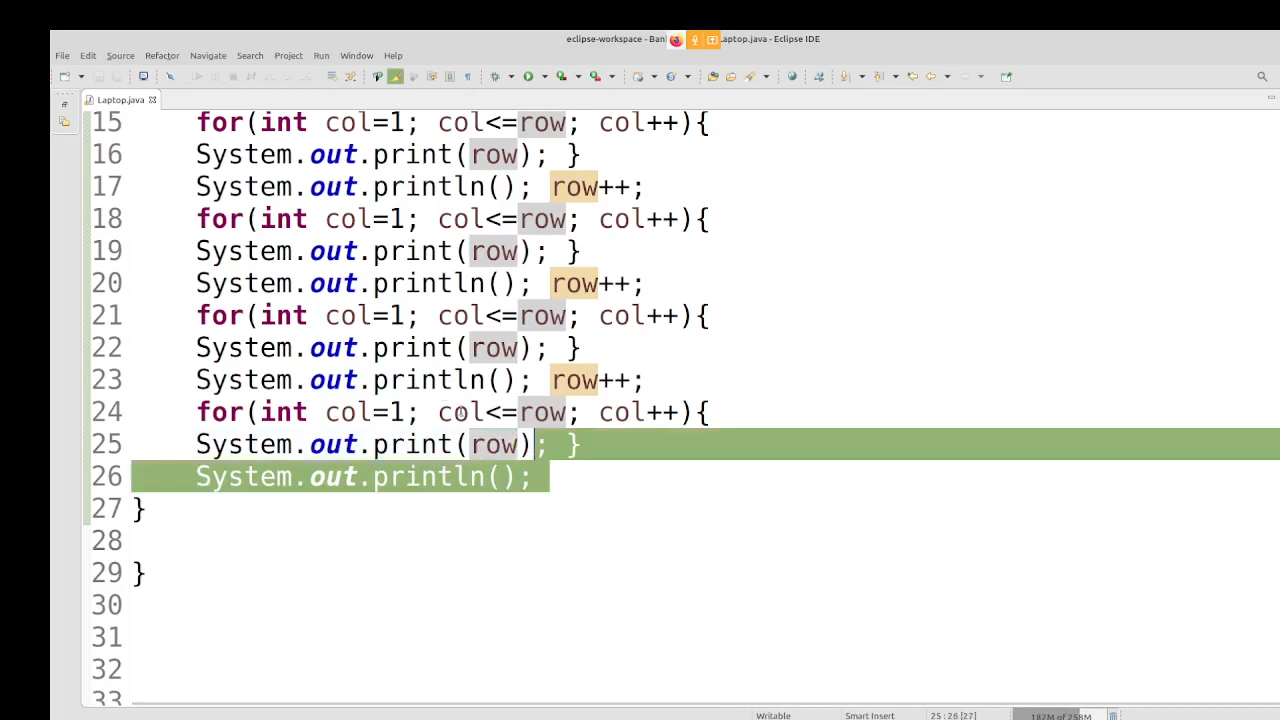 eclipse-workspace - Ban Laptop.java - Eclipse IDE
File Edit Source Refactor Navigate Search Project Run Window Help
Laptop.java
15 for(int col=1; col<=row; col++){
16 System.out.print(row); }
17 System.out.println(); row++;
18 for(int col=1; col<=row; col++){
19 System.out.print(row); }
20 System.out.println(); row++;
21 for(int col=1; col<=row; col++){
22 System.out.print(row); }
23 System.out.println(); row++;
24 for(int col=1; col<=row; col++){
25 System.out.print(row); }
26 System.out.println();
27 }
28
29 }
30
31
32
33
Writable Smart Insert 25 : 26 [27] 182M of 258M